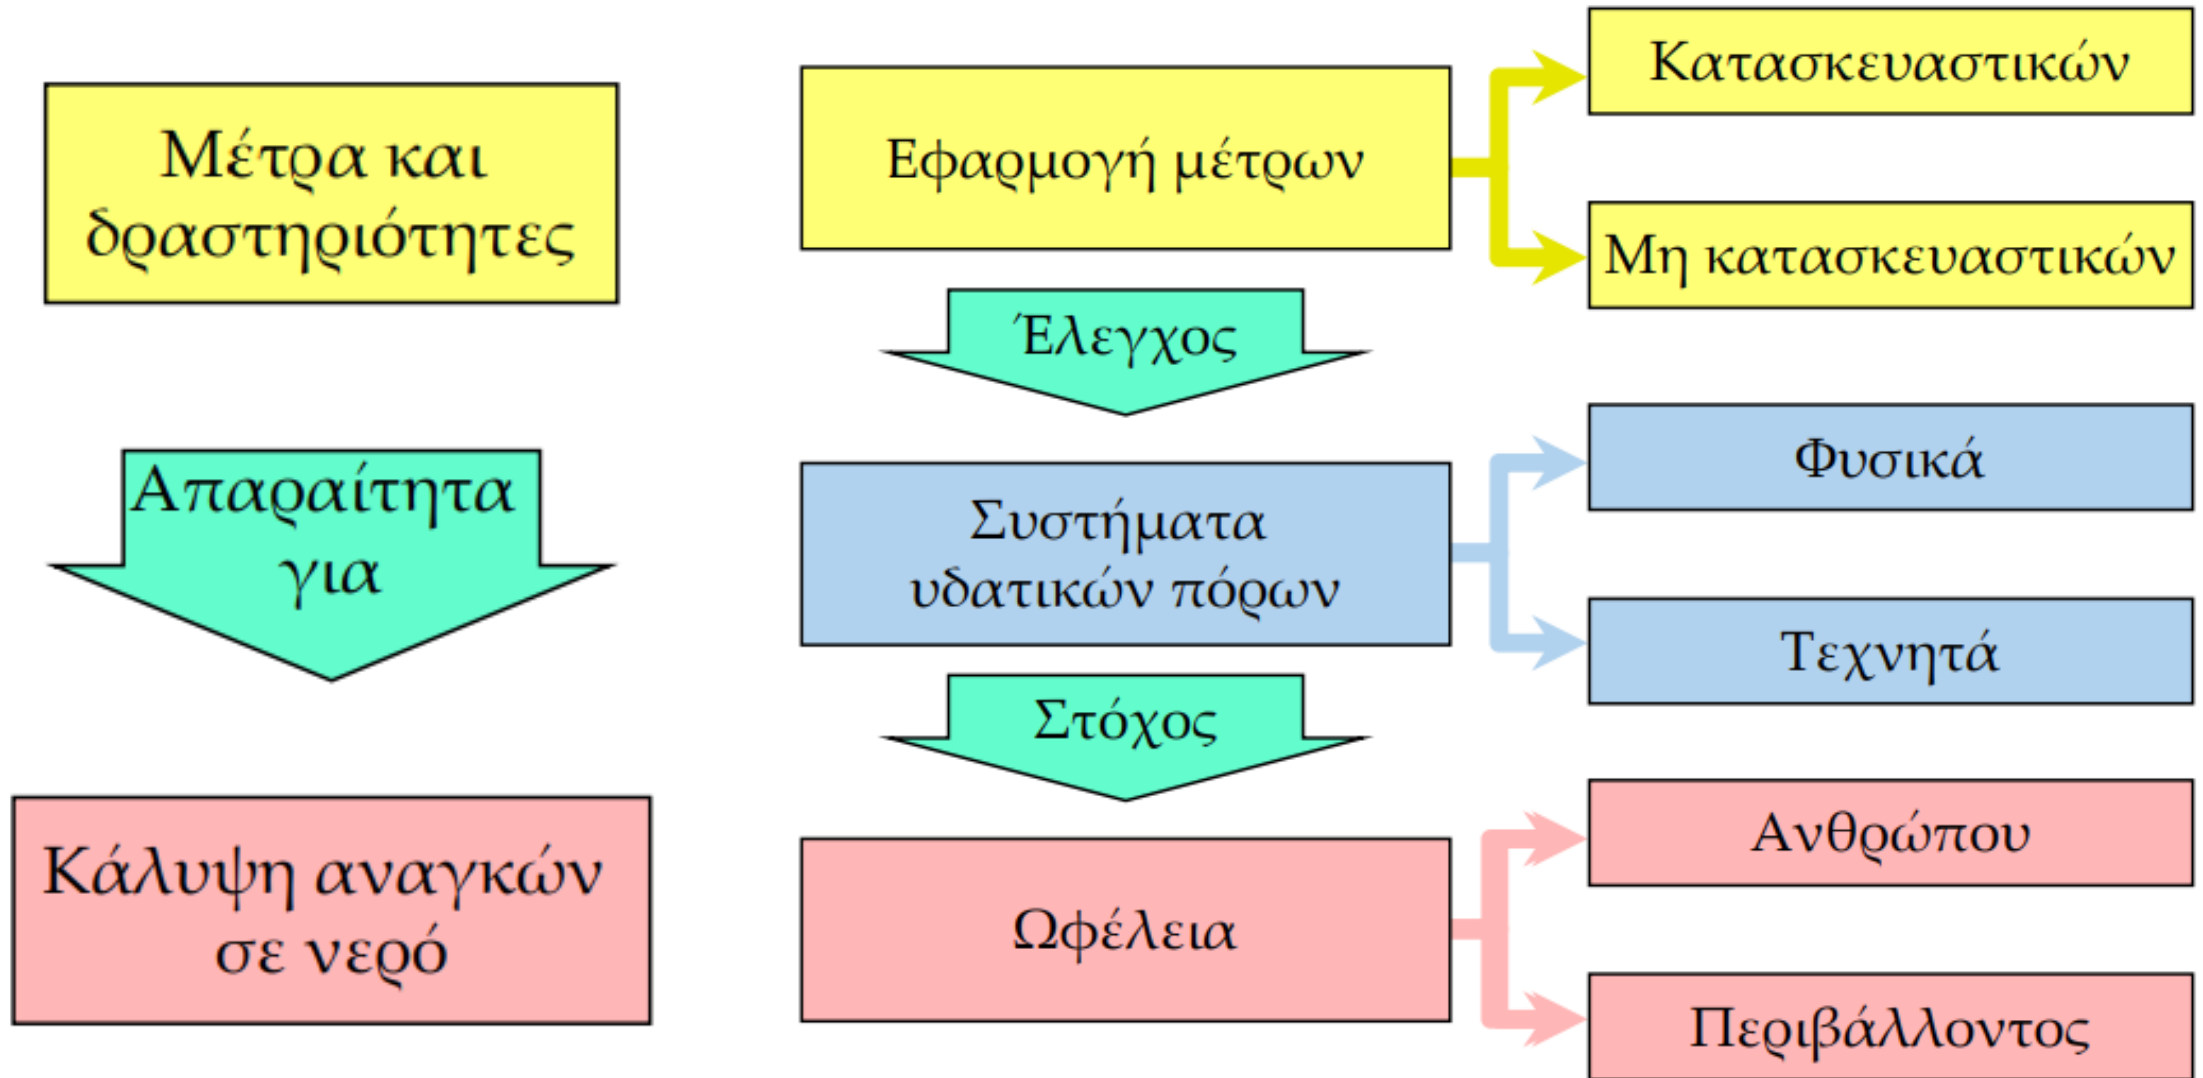 Μέτρα και
δραστηριότητες
Απαραίτητα
για
Κάλυψη αναγκών
σε νερό
Εφαρμογή μέτρων
Κατασκευαστικών
Μη κατασκευαστικών
Έλεγχος
Συστήματα
υδατικών πόρων
Φυσικά
Τεχνητά
Στόχος
Ωφέλεια
Ανθρώπου
Περιβάλλοντος